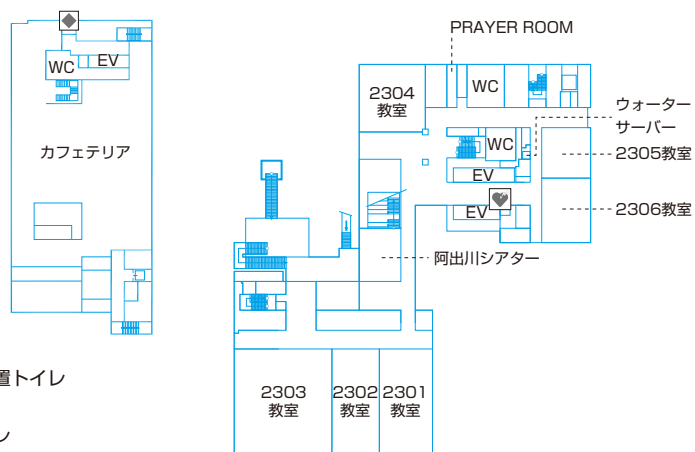 WC
EV
カフェテリア
PRAYER ROOM
2304
教室
WC
WC
EV
EV
ウォーター
サーバー
2305教室
2306教室
阿出川シアター
2303
教室
2302
教室
2301
教室
置トイレ